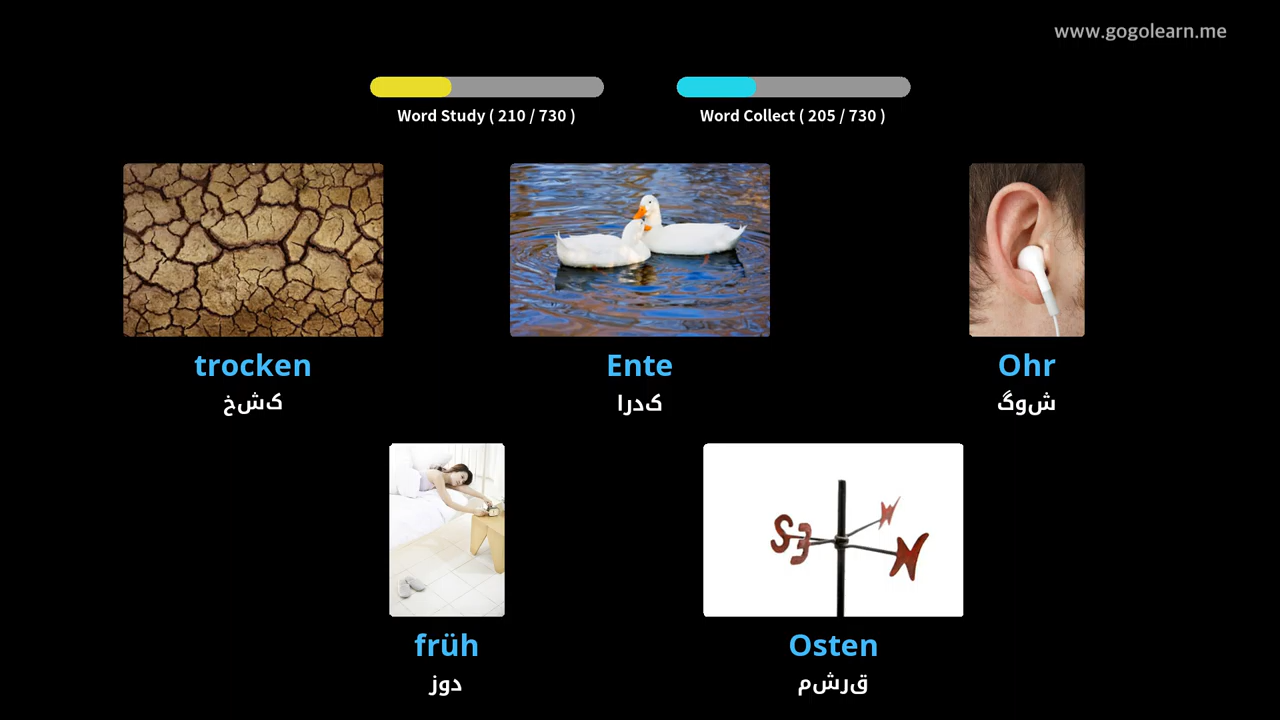 www.gogolearn.me
Word Study ( 210 / 730 )
Word Collect ( 205 / 730 )
trocken
کشخ
Ente
کدرا
Ohr
شوگ
S
E
N
W
früh
دوز
Osten
قرشم